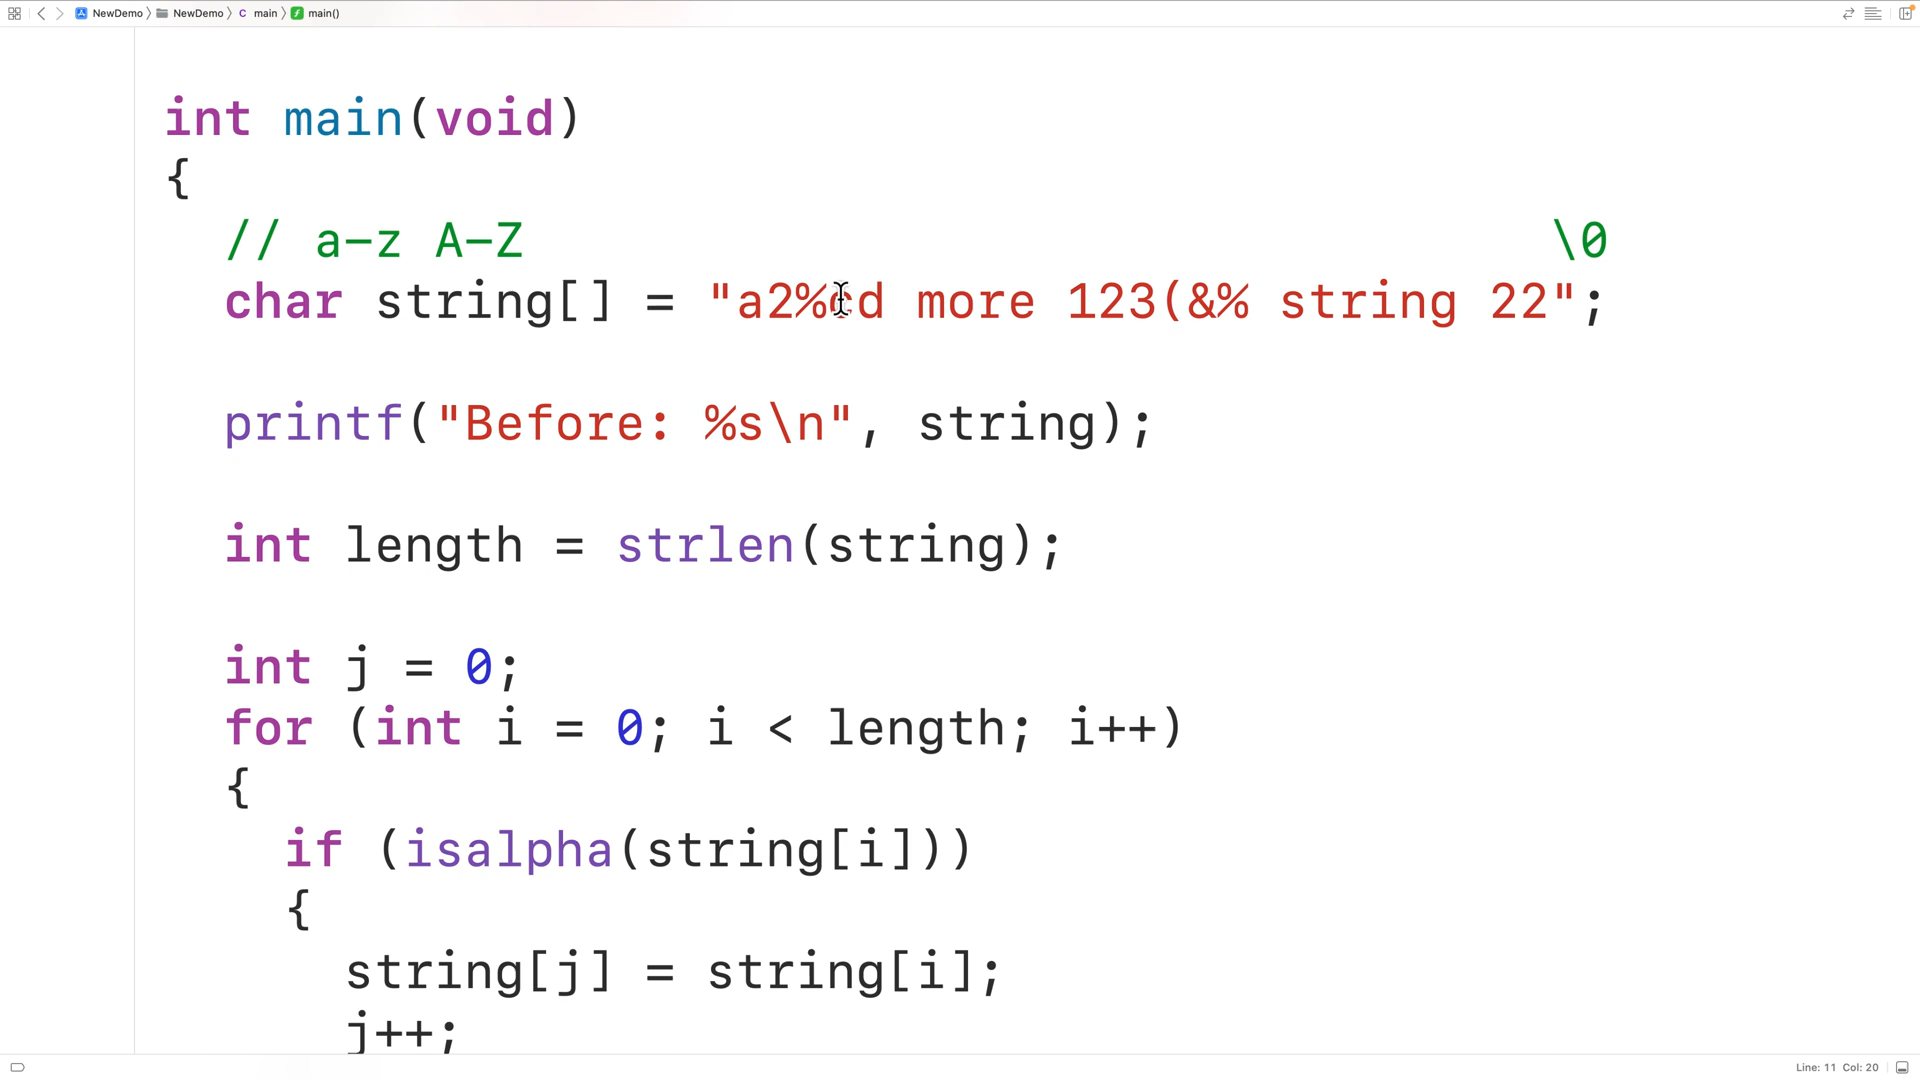 NewDemo NewDemo C main f main()
int main(void)
{
// a-z A-Z \0
char string[] = "a2%cd more 123(&% string 22";
printf("Before: %s\n", string);
int length = strlen(string);
int j = 0;
for (int i = 0; i < length; i++)
{
if (isalpha(string[i]))
{
string[j] = string[i];
j++;
Line: 11 Col: 20